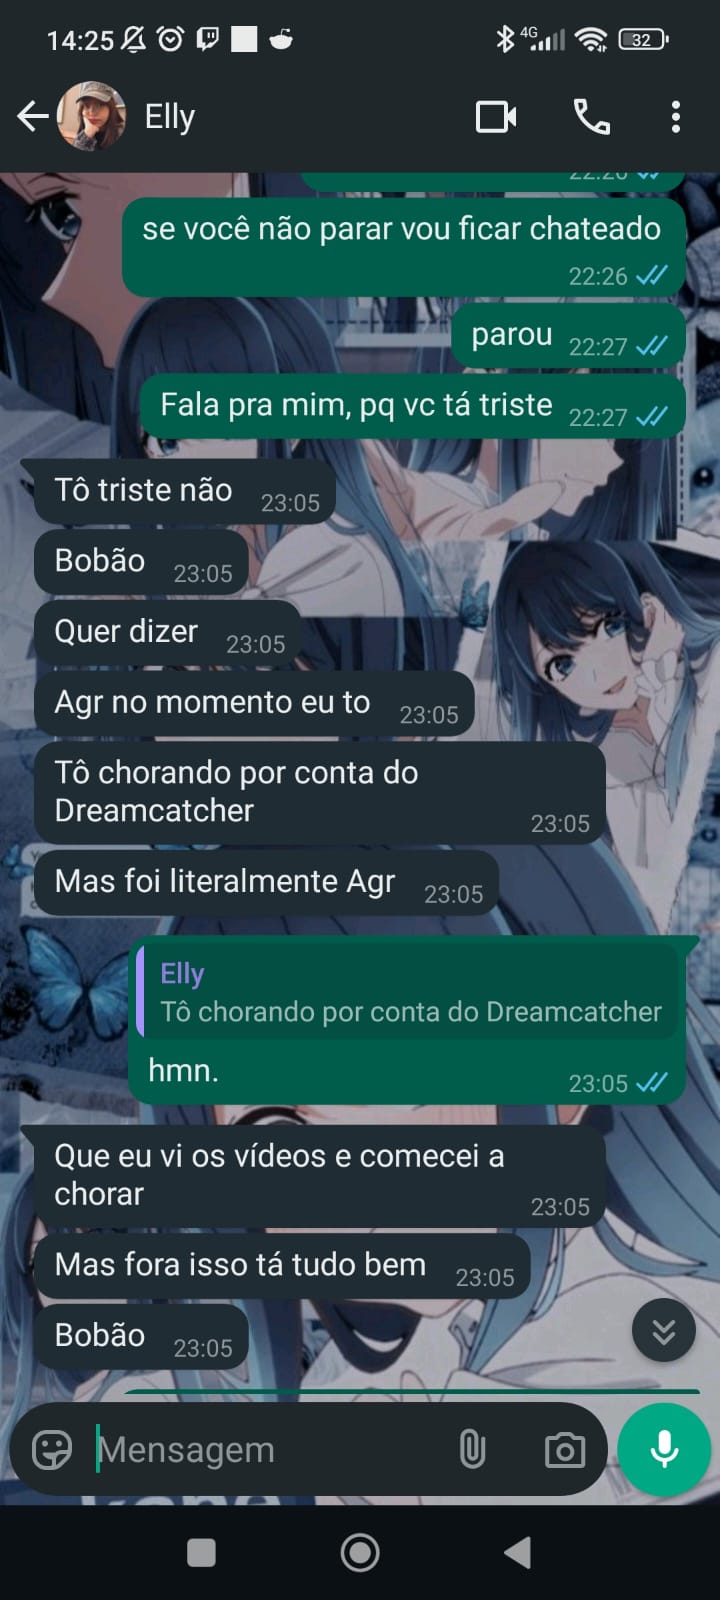 14:25
4G
32
Elly
22:26
se você não parar vou ficar chateado
22:26
parou
22:27
Fala pra mim, pq vc tá triste
22:27
Tô triste não
23:05
Bobão
23:05
Quer dizer
23:05
Agr no momento eu to
23:05
Tô chorando por conta do
Dreamcatcher
23:05
Mas foi literalmente Agr
23:05
Elly
Tô chorando por conta do Dreamcatcher
hmn.
23:05
Que eu vi os vídeos e comecei a
chorar
23:05
Mas fora isso tá tudo bem
23:05
Bobão
23:05
Mensagem